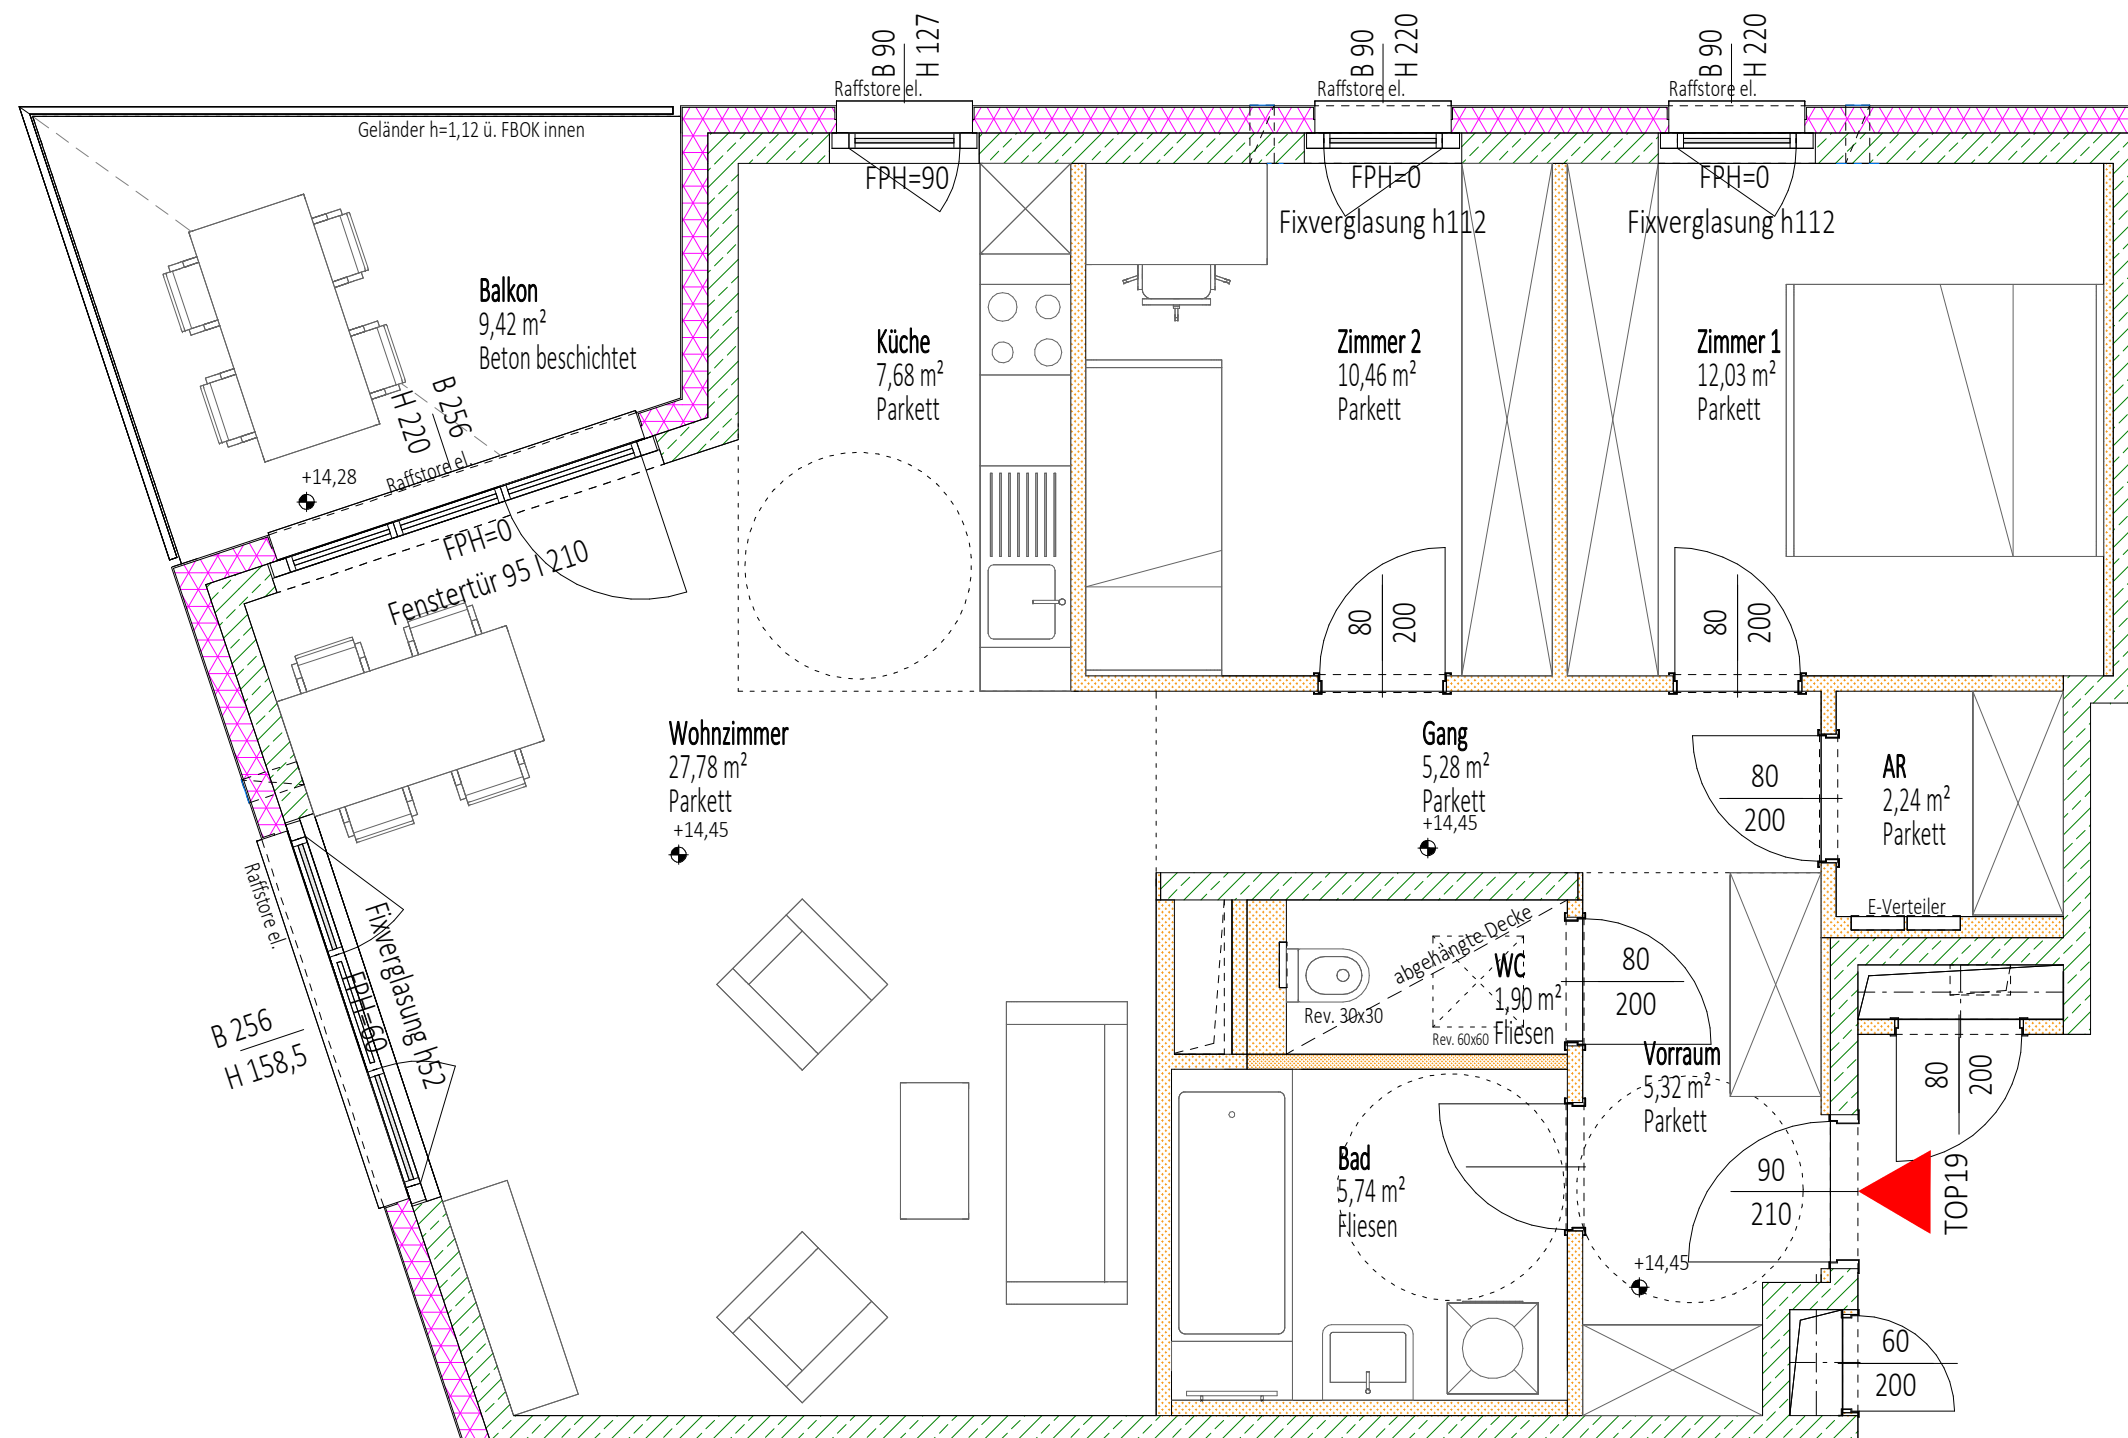 B 90
H 127
Raffstore el.
B 90
H 220
Raffstore el.
B 90
H 220
Raffstore el.
Geländer h=1,12 ü. FBOK innen
FPH=90
FPH=0
Fixverglasung h112
FPH=0
Fixverglasung h112
Balkon
9,42 m²
Beton beschichtet
B 256
H 220
Raffstore el.
+14,28
FPH=0
Fenstertür 95 l 210
Küche
7,68 m²
Parkett
Zimmer 2
10,46 m²
Parkett
Zimmer 1
12,03 m²
Parkett
80
200
80
200
Wohnzimmer
27,78 m²
Parkett
+14,45
Gang
5,28 m²
Parkett
+14,45
80
200
AR
2,24 m²
Parkett
E-Verteiler
Raffstore el.
Fixverglasung h52
FPH=60
B 256
H 158,5
abgehängte Decke
WC
1,90 m²
Fliesen
Rev. 30x30
Rev. 60x60
80
200
Vorraum
5,32 m²
Parkett
80
200
Bad
5,74 m²
Fliesen
90
210
TOP19
+14,45
60
200